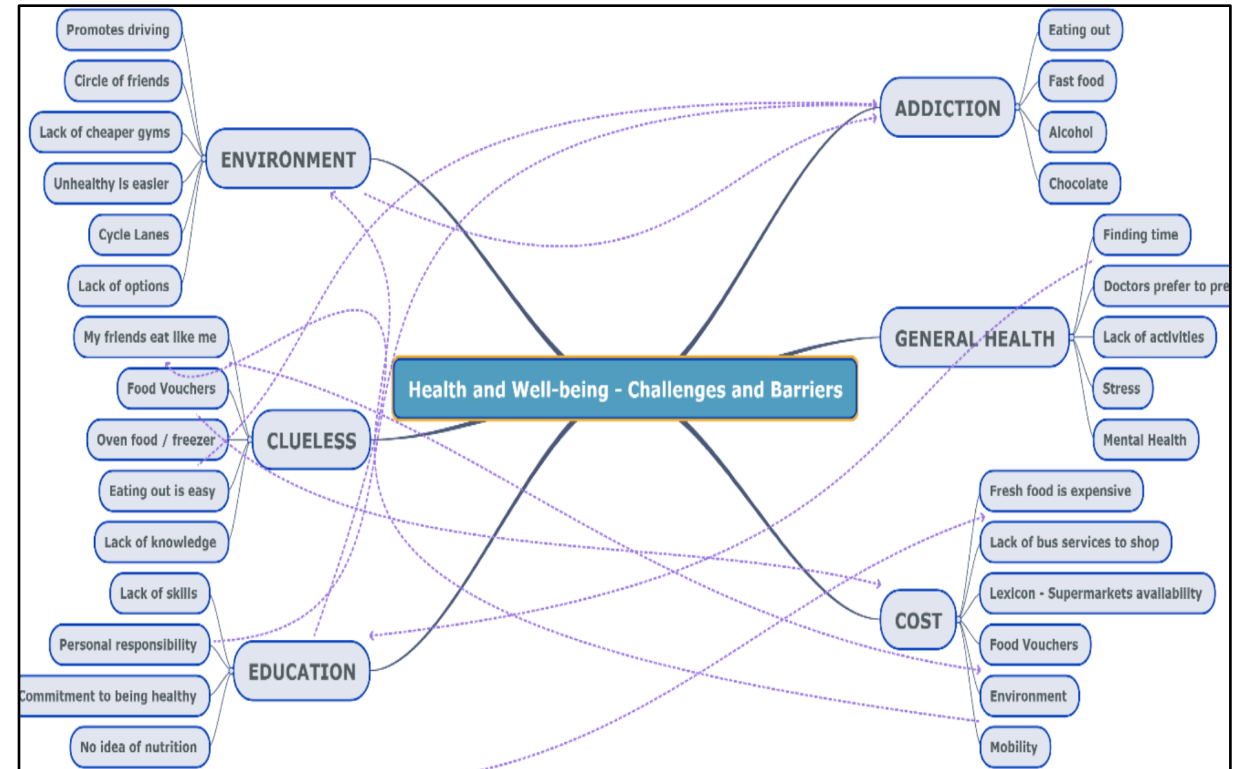 Promotes driving
Circle of friends
Lack of cheaper gyms
Unhealthy is easier
Cycle Lanes
Lack of options
ENVIRONMENT
My friends eat like me
Food Vouchers
Oven food / freezer
Eating out is easy
Lack of knowledge
CLUELESS
Lack of skills
Personal responsibility
Commitment to being healthy
No idea of nutrition
EDUCATION
Health and Well-being - Challenges and Barriers
ADDICTION
Eating out
Fast food
Alcohol
Chocolate
GENERAL HEALTH
Finding time
Doctors prefer to pre
Lack of activities
Stress
Mental Health
COST
Fresh food is expensive
Lack of bus services to shop
Lexicon - Supermarkets availability
Food Vouchers
Environment
Mobility